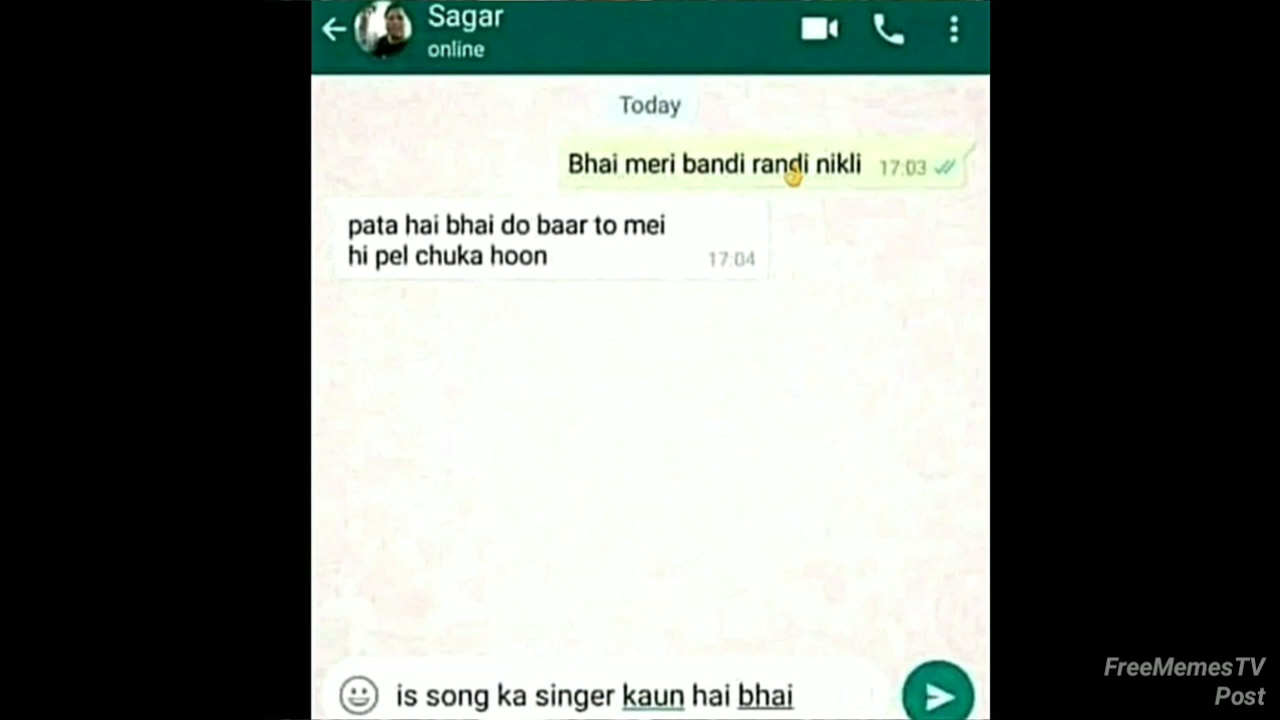 Sagar
online
Today
Bhai meri bandi randi nikli 17:03
pata hai bhai do baar to mei
hi pel chuka hoon 17:04
is song ka singer kaun hai bhai
FreeMemesTV
Post